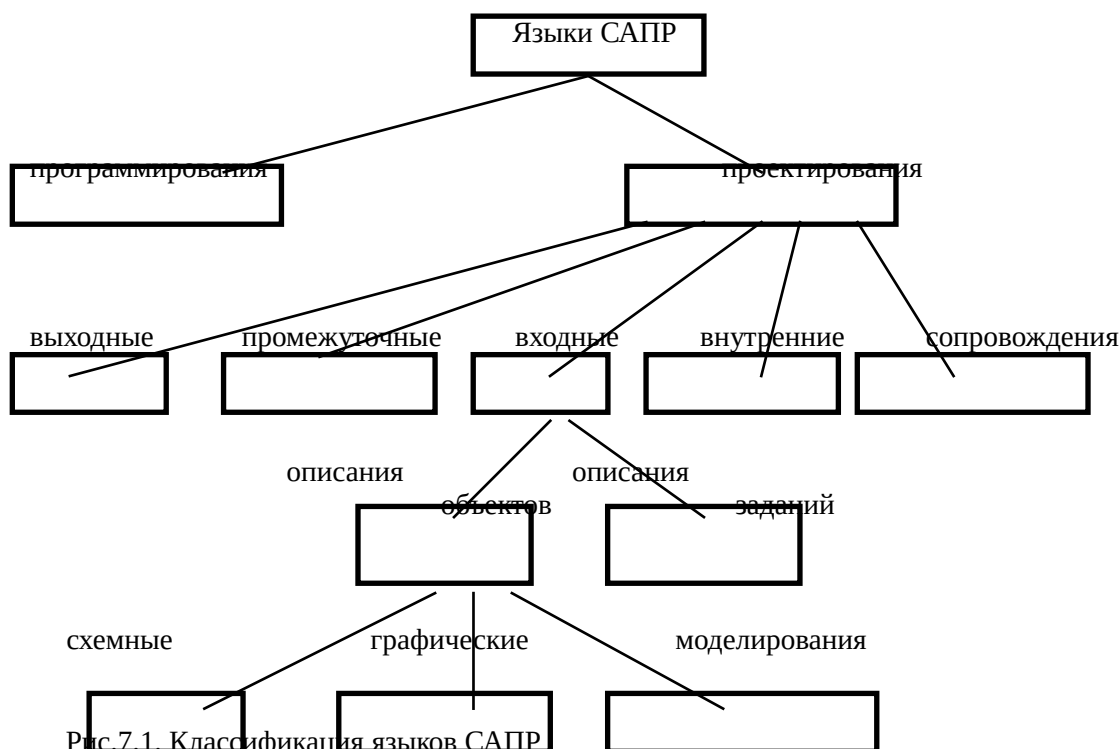 Языки САПР
программирования проектирования
выходные промежуточные входные внутренние сопровождения
описания описания
объектов заданий
схемные графические моделирования
Рис.7.1. Классификация языков САПР